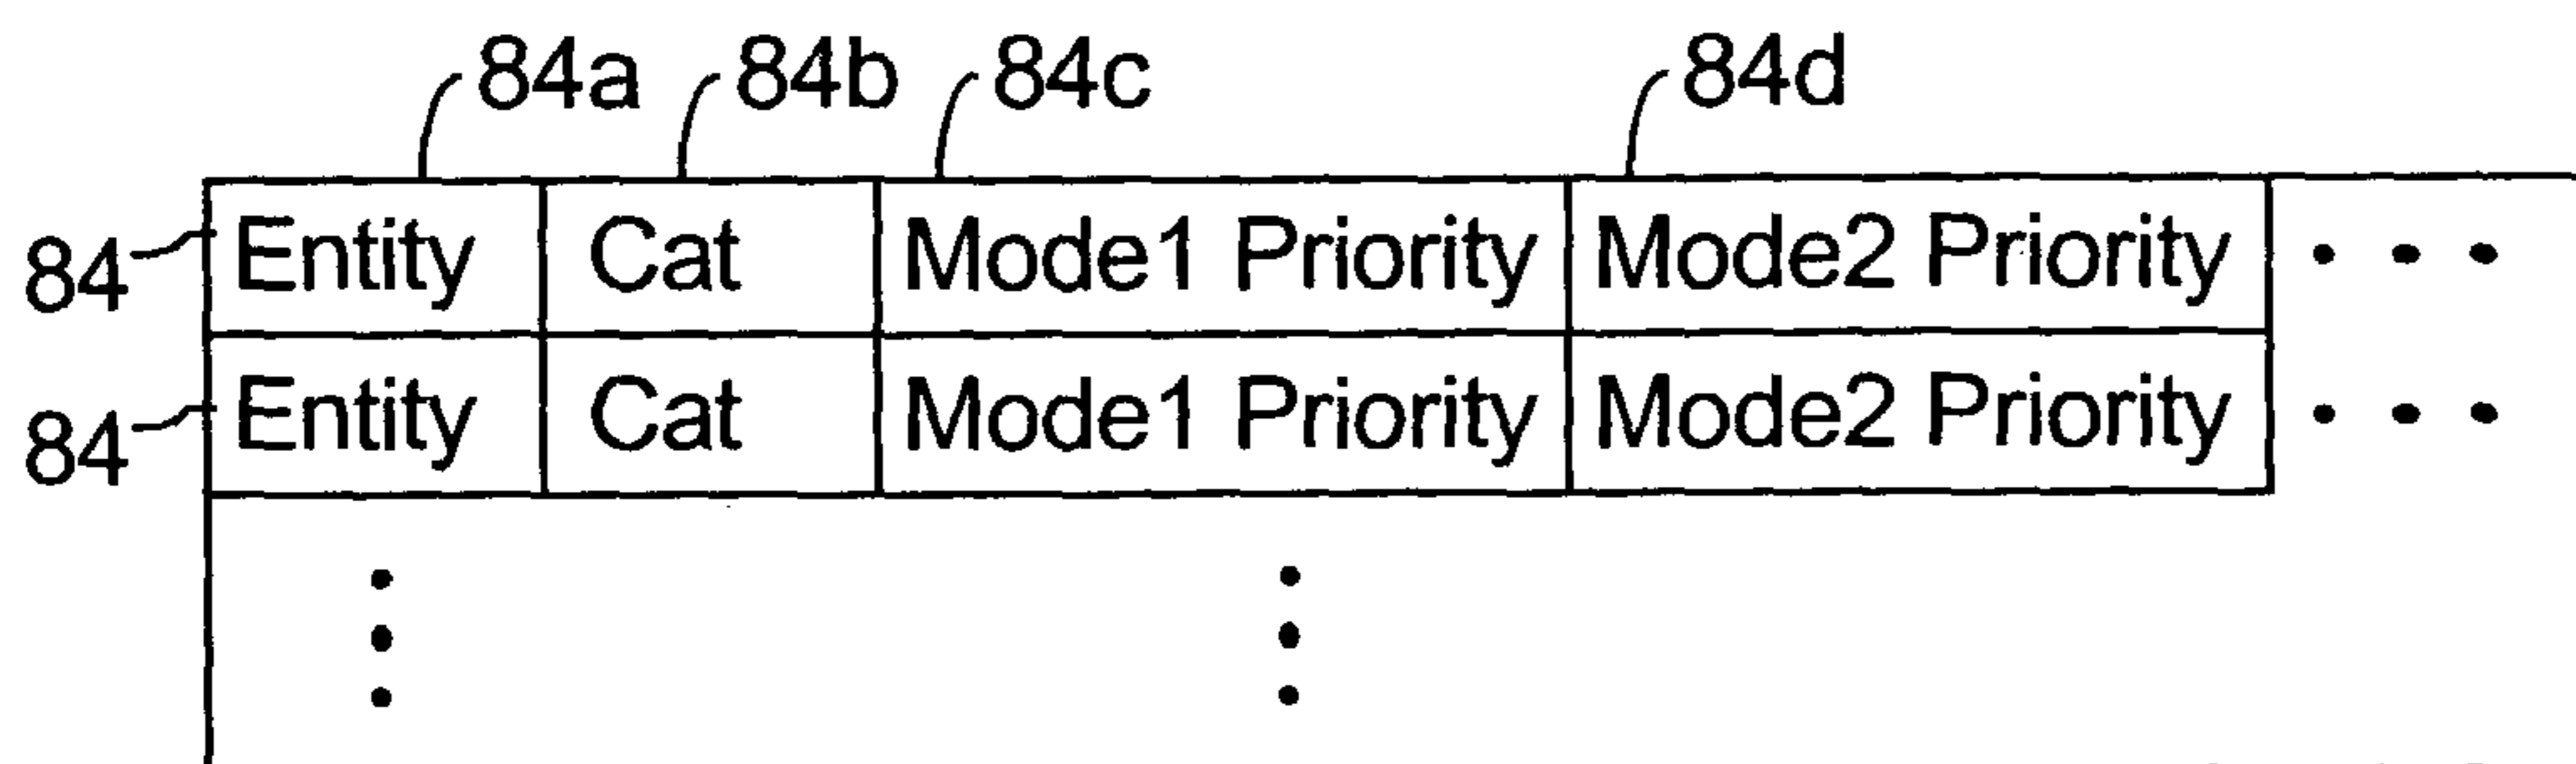 84a 84b 84c 84d
84 Entity Cat Mode1 Priority Mode2 Priority • • •
84 Entity Cat Mode1 Priority Mode2 Priority • • •